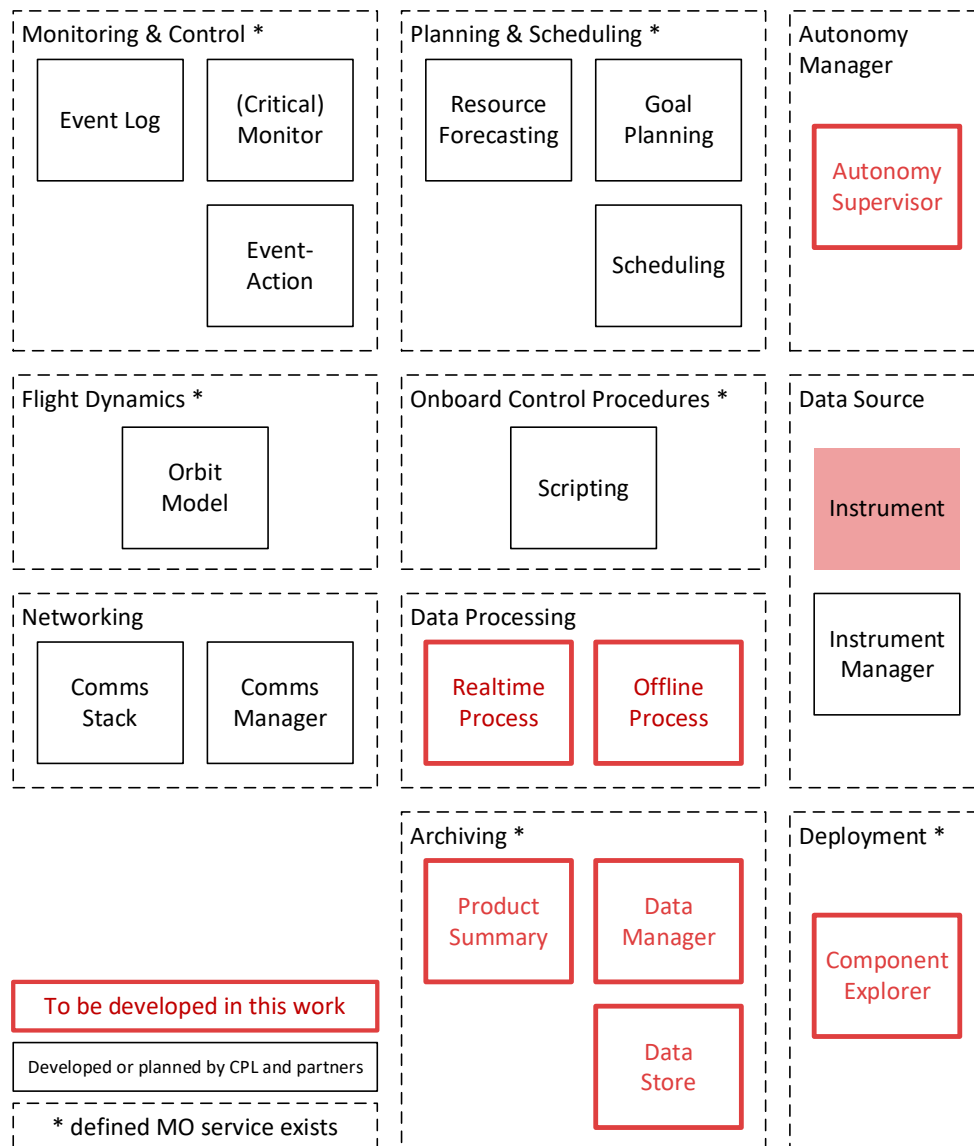 Monitoring & Control *
Event Log
(Critical)
Monitor
Event-
Action
Planning & Scheduling *
Resource
Forecasting
Goal
Planning
Scheduling
Autonomy
Manager
Autonomy
Supervisor
Flight Dynamics *
Orbit
Model
Onboard Control Procedures *
Scripting
Data Source
Instrument
Instrument
Manager
Networking
Comms
Stack
Comms
Manager
Data Processing
Realtime
Process
Offline
Process
Archiving *
Product
Summary
Data
Manager
Data
Store
Deployment *
Component
Explorer
To be developed in this work
Developed or planned by CPL and partners
* defined MO service exists